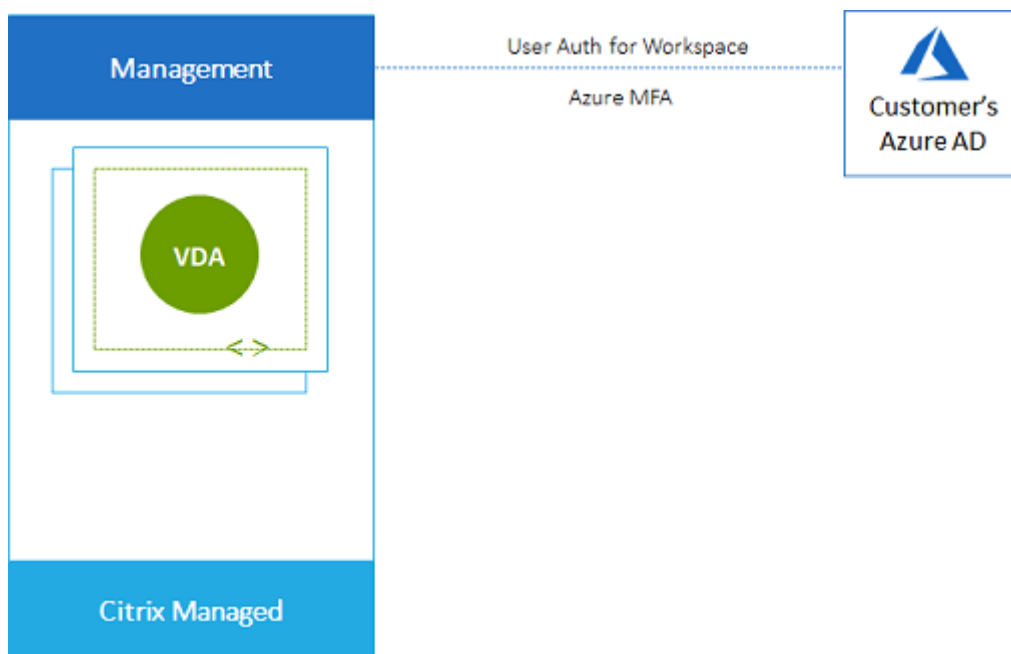 Management
User Auth for Workspace
Azure MFA
Customer's
Azure AD
VDA
Citrix Managed